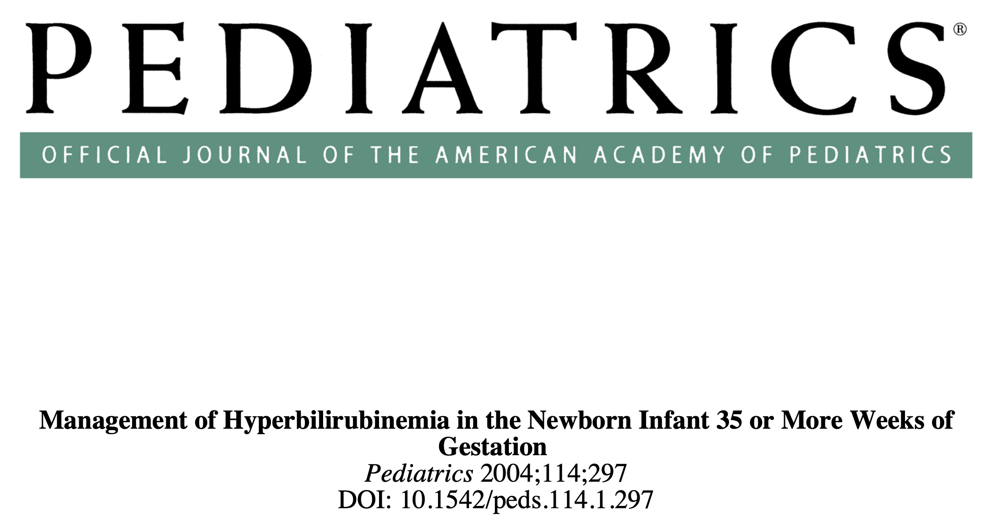 PEDIATRICS®
OFFICIAL JOURNAL OF THE AMERICAN ACADEMY OF PEDIATRICS
Management of Hyperbilirubinemia in the Newborn Infant 35 or More Weeks of
Gestation
Pediatrics 2004;114;297
DOI: 10.1542/peds.114.1.297